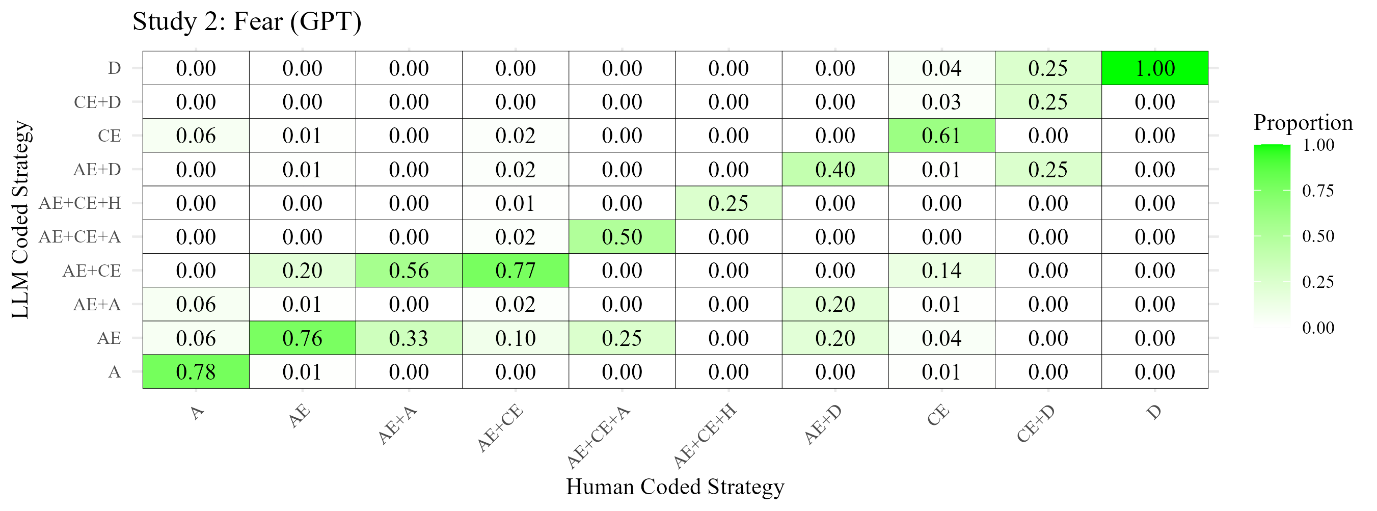 Study 2: Fear (GPT)
LLM Coded Strategy
D 0.00 0.00 0.00 0.00 0.00 0.00 0.00 0.04 0.25 1.00
CE+D 0.00 0.00 0.00 0.00 0.00 0.00 0.00 0.03 0.25 0.00
CE 0.06 0.01 0.00 0.02 0.00 0.00 0.00 0.61 0.00 0.00
AE+D 0.00 0.01 0.00 0.02 0.00 0.00 0.40 0.01 0.25 0.00
AE+CE+H 0.00 0.00 0.00 0.01 0.00 0.25 0.00 0.00 0.00 0.00
AE+CE+A 0.00 0.00 0.00 0.02 0.50 0.00 0.00 0.00 0.00 0.00
AE+CE 0.00 0.20 0.56 0.77 0.00 0.00 0.00 0.14 0.00 0.00
AE+A 0.06 0.01 0.00 0.02 0.00 0.00 0.20 0.01 0.00 0.00
AE 0.06 0.76 0.33 0.10 0.25 0.00 0.20 0.04 0.00 0.00
A 0.78 0.01 0.00 0.00 0.00 0.00 0.00 0.01 0.00 0.00
A AE AE+A AE+CE AE+CE+A AE+CE+H AE+D CE CE+D D
Human Coded Strategy
Proportion
1.00
0.75
0.50
0.25
0.00